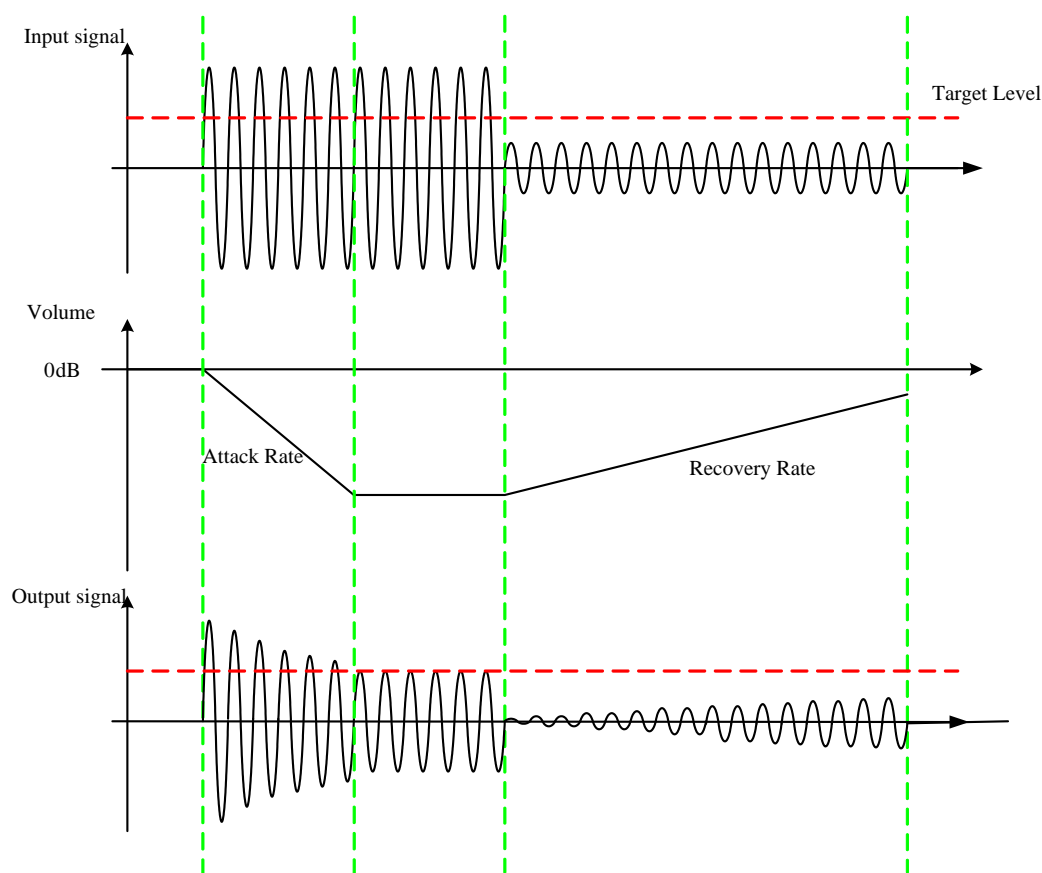 Input signal
Target Level
Volume
0dB
Attack Rate
Recovery Rate
Output signal